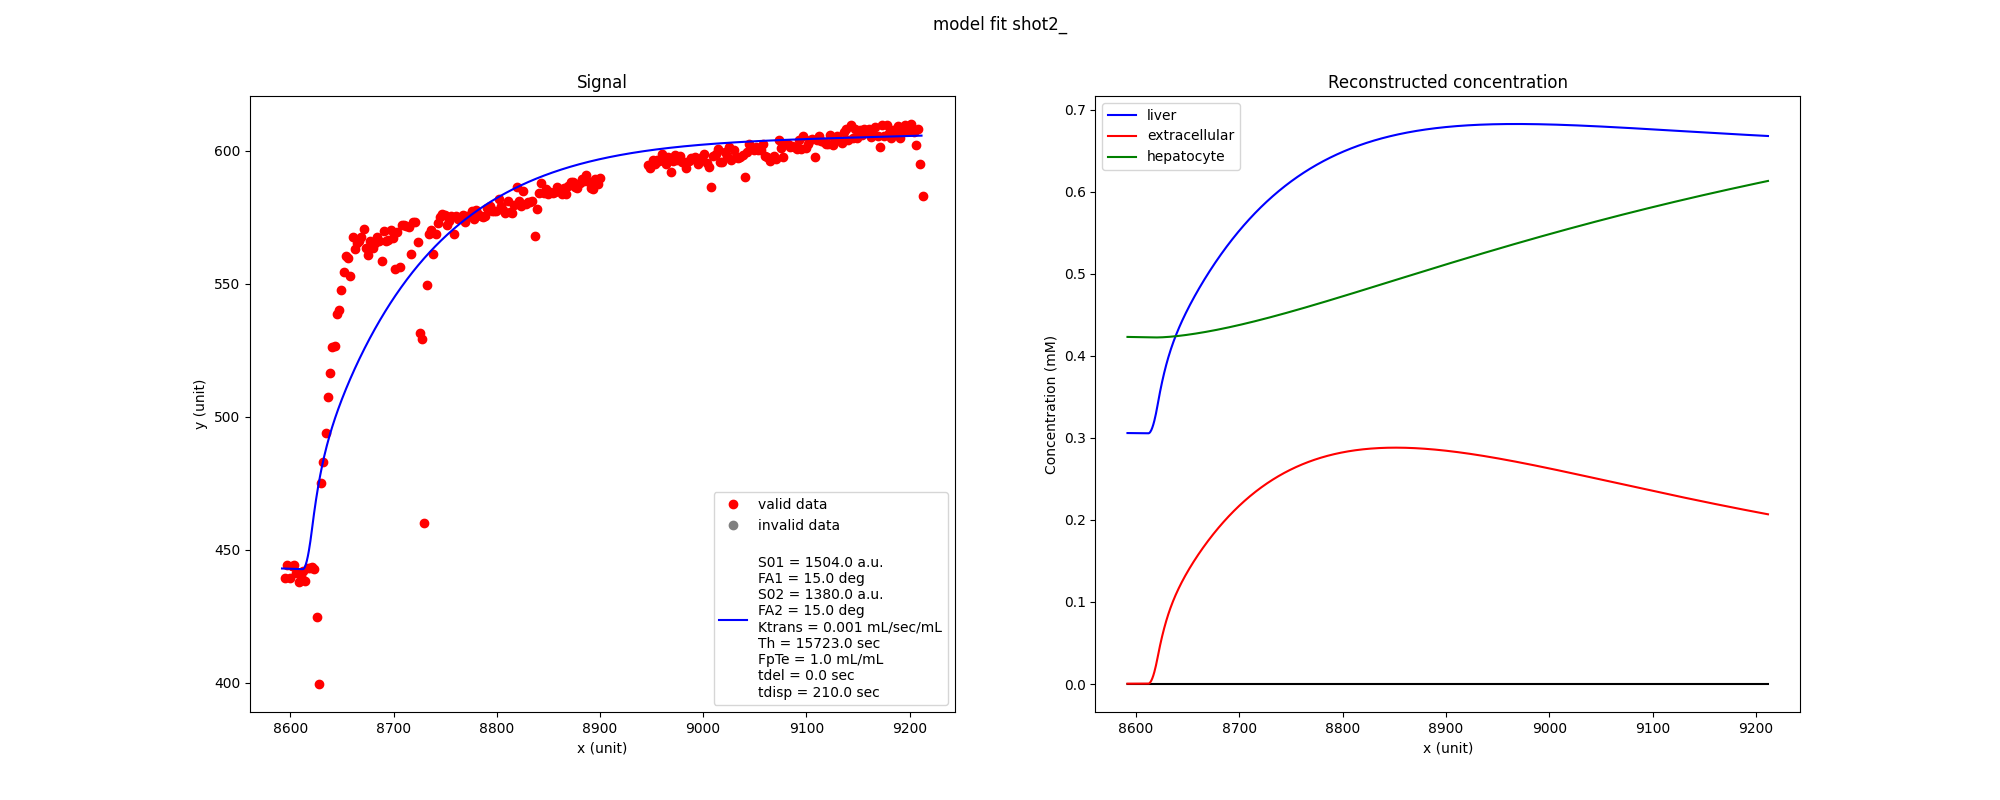 model fit shot2_
Signal
y (unit)
600
550
500
450
400
valid data
invalid data
S01 = 1504.0 a.u.
FA1 = 15.0 deg
S02 = 1380.0 a.u.
FA2 = 15.0 deg
Ktrans = 0.001 mL/sec/mL
Th = 15723.0 sec
FpTe = 1.0 mL/mL
tdel = 0.0 sec
tdisp = 210.0 sec
8600 8700 8800 8900 9000 9100 9200
x (unit)
Reconstructed concentration
Concentration (mM)
0.7
0.6
0.5
0.4
0.3
0.2
0.1
0.0
liver
extracellular
hepatocyte
8600 8700 8800 8900 9000 9100 9200
x (unit)